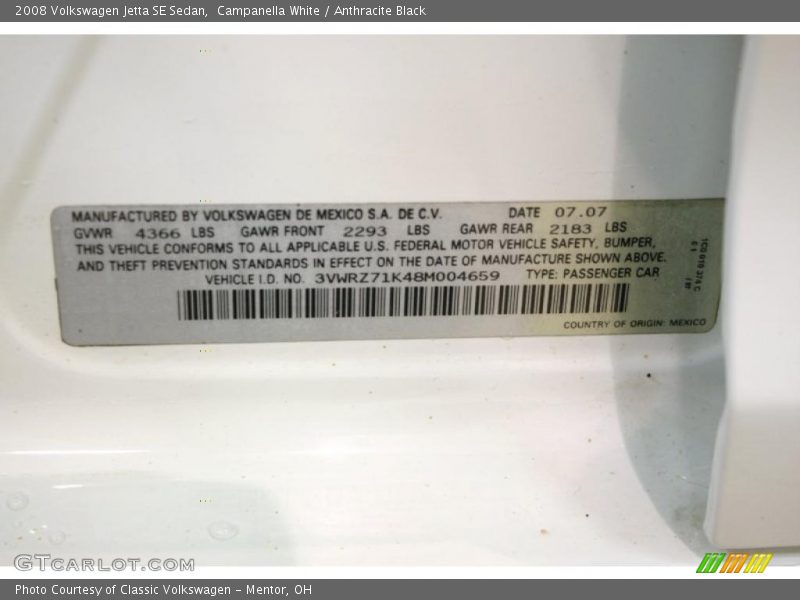 2008 Volkswagen Jetta SE Sedan,  Campanella White / Anthracite Black
MANUFACTURED BY VOLKSWAGEN DE MEXICO S.A. DE C.V. DATE 07.07
GVWR 4366 LBS GAWR FRONT 2293 LBS GAWR REAR 2183 LBS
THIS VEHICLE CONFORMS TO ALL APPLICABLE U.S. FEDERAL MOTOR VEHICLE SAFETY, BUMPER,
AND THEFT PREVENTION STANDARDS IN EFFECT ON THE DATE OF MANUFACTURE SHOWN ABOVE.
VEHICLE I.D. NO. 3VWRZ71K48M004659 TYPE: PASSENGER CAR
COUNTRY OF ORIGIN: MEXICO
GTCARLOT.COM
Photo Courtesy of Classic Volkswagen - Mentor, OH